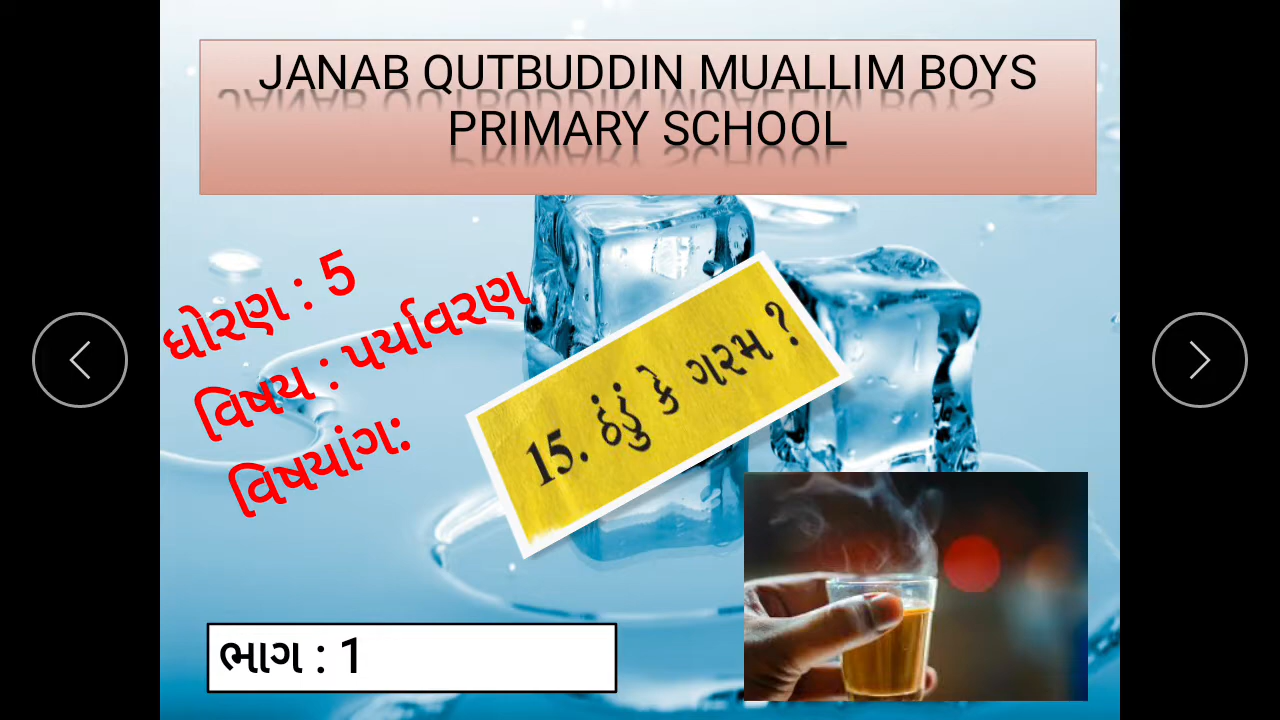 JANAB QUTBUDDIN MUALLIM BOYS
PRIMARY SCHOOL
ધોરણ : 5
વિષય : પર્યાવરણ
વિષયાંગ:
15. ઠંડું કે ગરમ ?
ભાગ : 1